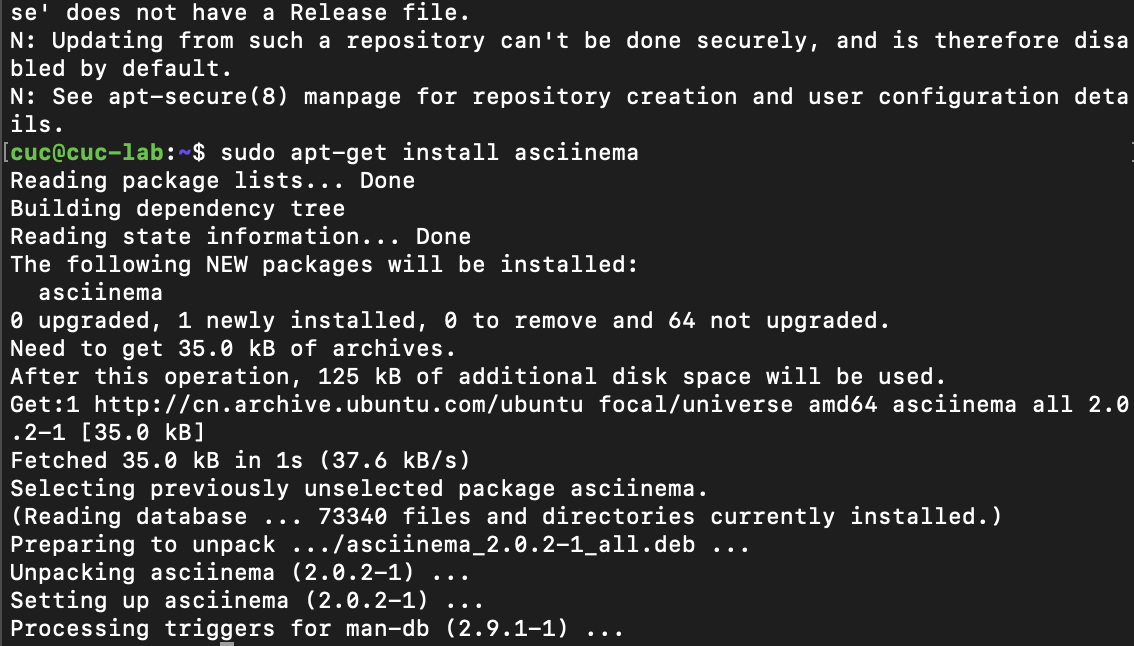 se' does not have a Release file.
N: Updating from such a repository can't be done securely, and is therefore disa
bled by default.
N: See apt-secure(8) manpage for repository creation and user configuration deta
ils.
[cuc@cuc-lab:~$ sudo apt-get install asciinema ]
Reading package lists... Done
Building dependency tree
Reading state information... Done
The following NEW packages will be installed:
  asciinema
0 upgraded, 1 newly installed, 0 to remove and 64 not upgraded.
Need to get 35.0 kB of archives.
After this operation, 125 kB of additional disk space will be used.
Get:1 http://cn.archive.ubuntu.com/ubuntu focal/universe amd64 asciinema all 2.0
.2-1 [35.0 kB]
Fetched 35.0 kB in 1s (37.6 kB/s)
Selecting previously unselected package asciinema.
(Reading database ... 73340 files and directories currently installed.)
Preparing to unpack .../asciinema_2.0.2-1_all.deb ...
Unpacking asciinema (2.0.2-1) ...
Setting up asciinema (2.0.2-1) ...
Processing triggers for man-db (2.9.1-1) ...